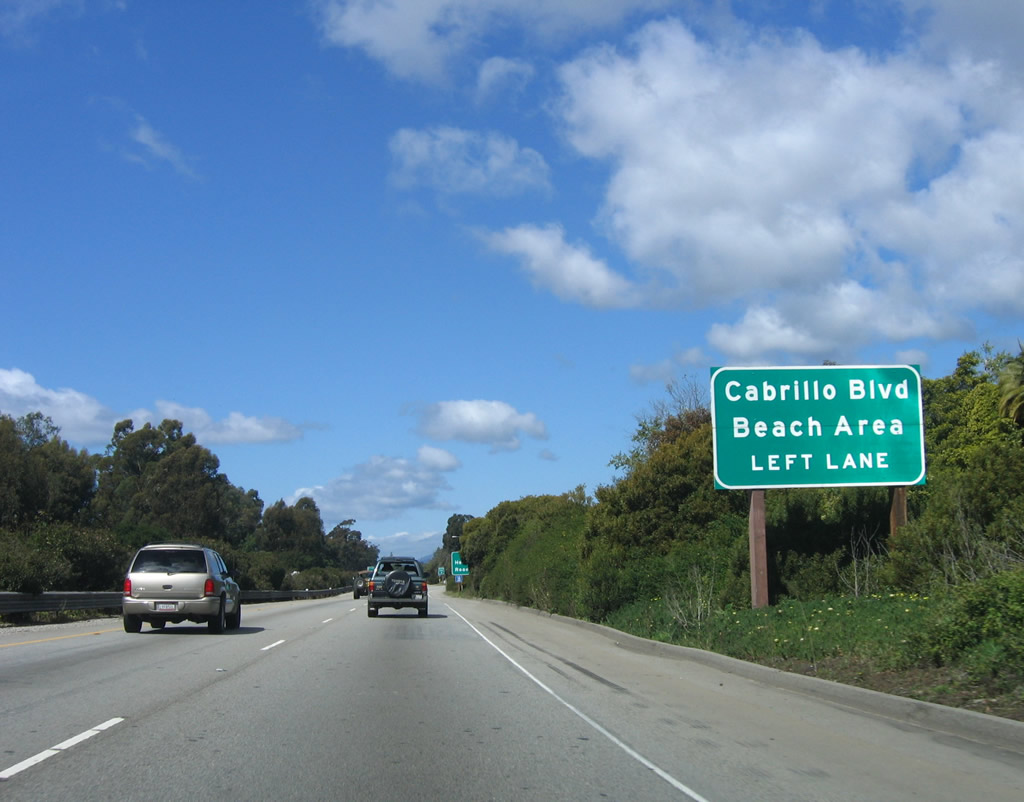 Cabrillo Blvd
Beach Area
LEFT LANE